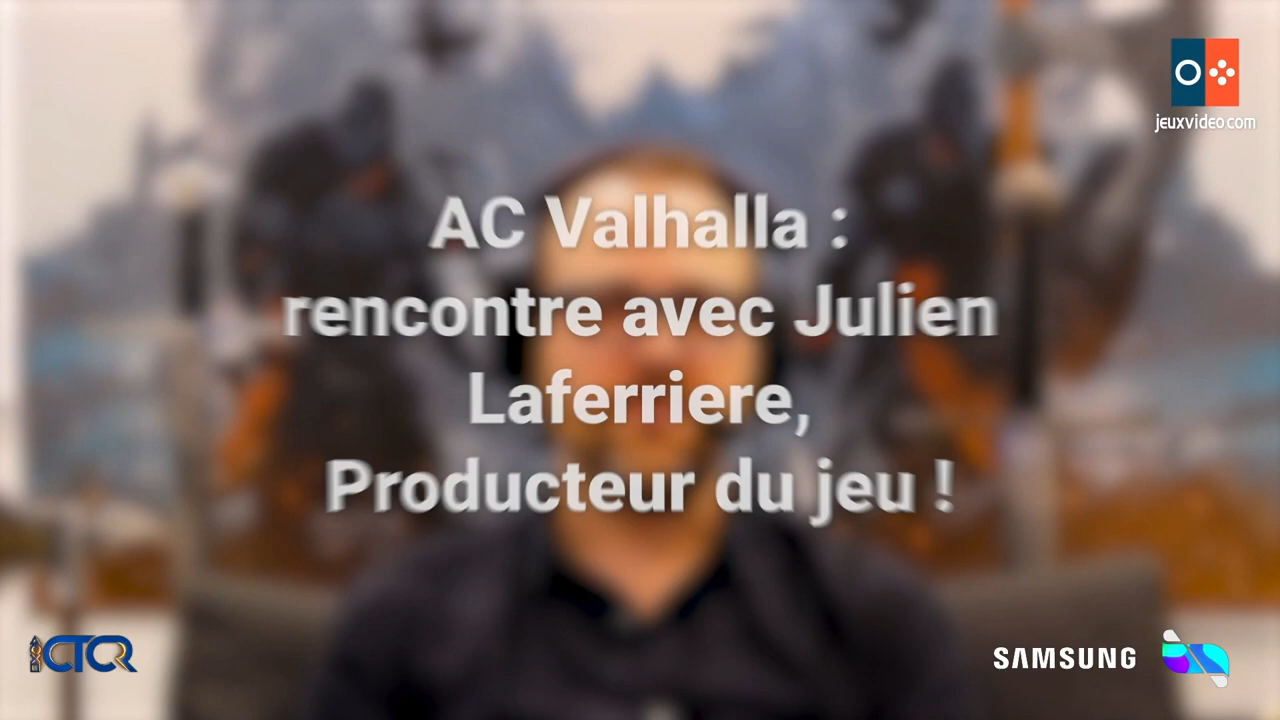 jeuxvideo.com
AC Valhalla :
rencontre avec Julien
Laferriere,
Producteur du jeu !
CTCR
SAMSUNG